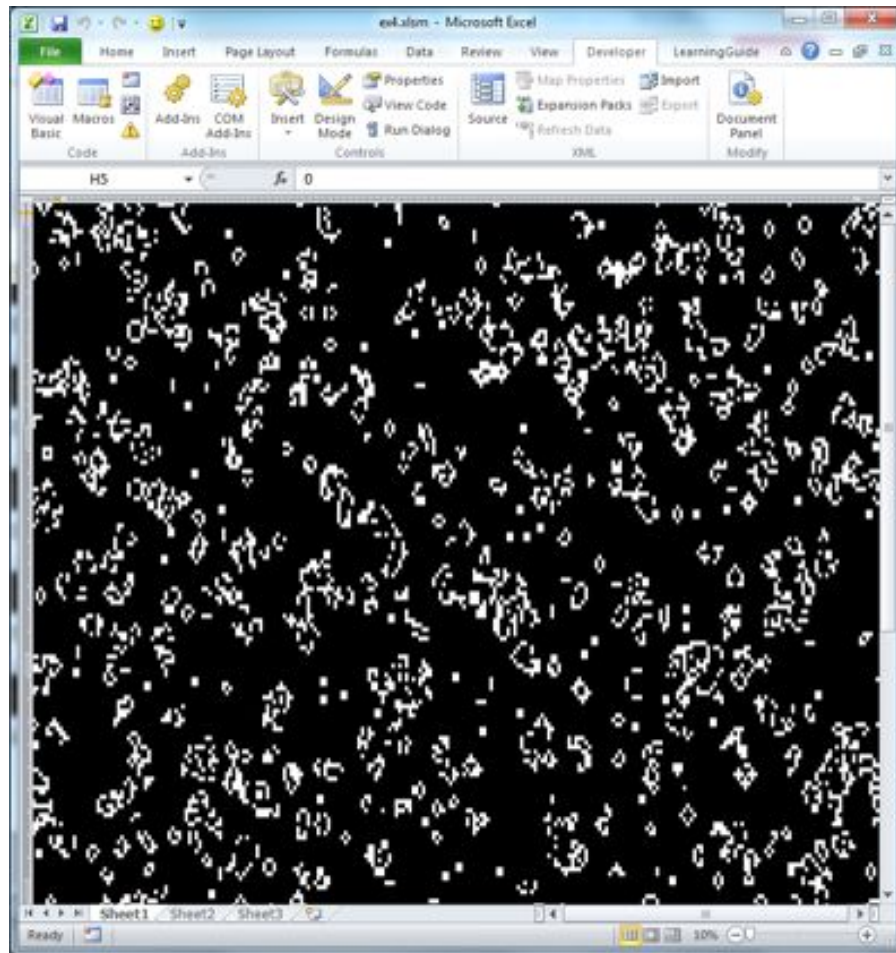 ex4.xlsm - Microsoft Excel
File Home Insert Page Layout Formulas Data Review View Developer LearningGuide
Visual Basic Macros Add-Ins COM Add-Ins Insert Design Mode Properties View Code Run Dialog Source Map Properties Expansion Packs Refresh Data Import Export Document Panel
Code Add-Ins Controls XML Modify
H5 fx 0
Sheet1 Sheet2 Sheet3
Ready 10%